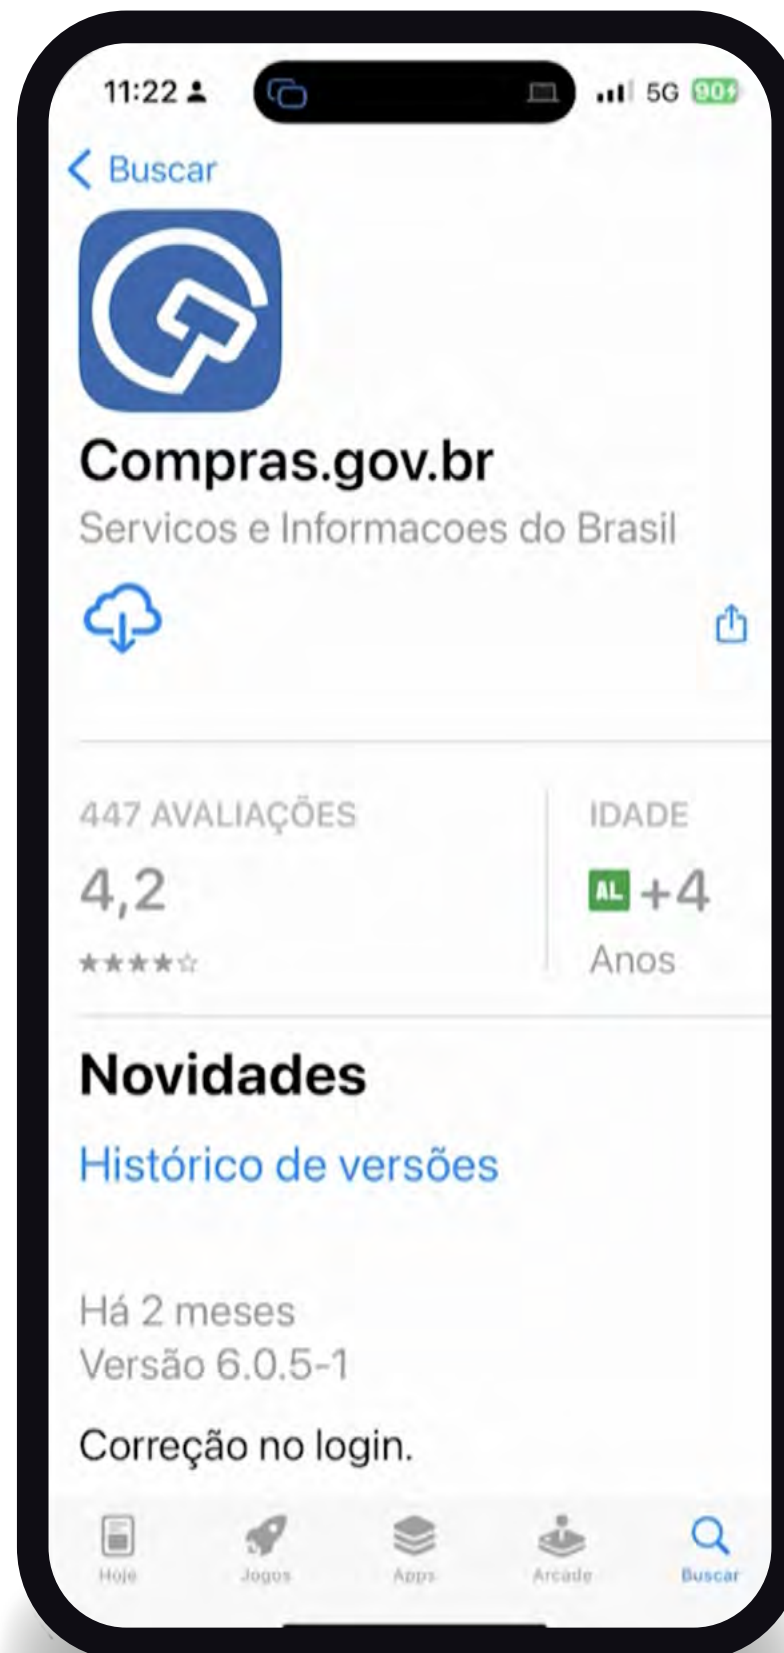 11:22
5G 90
Buscar
Compras.gov.br
Servicos e Informacoes do Brasil
447 AVALIAÇÕES
IDADE
4,2
AL +4
Anos
Novidades
Histórico de versões
Há 2 meses
Versão 6.0.5-1
Correção no login.
Hoje
Jogos
Apps
Arcade
Buscar